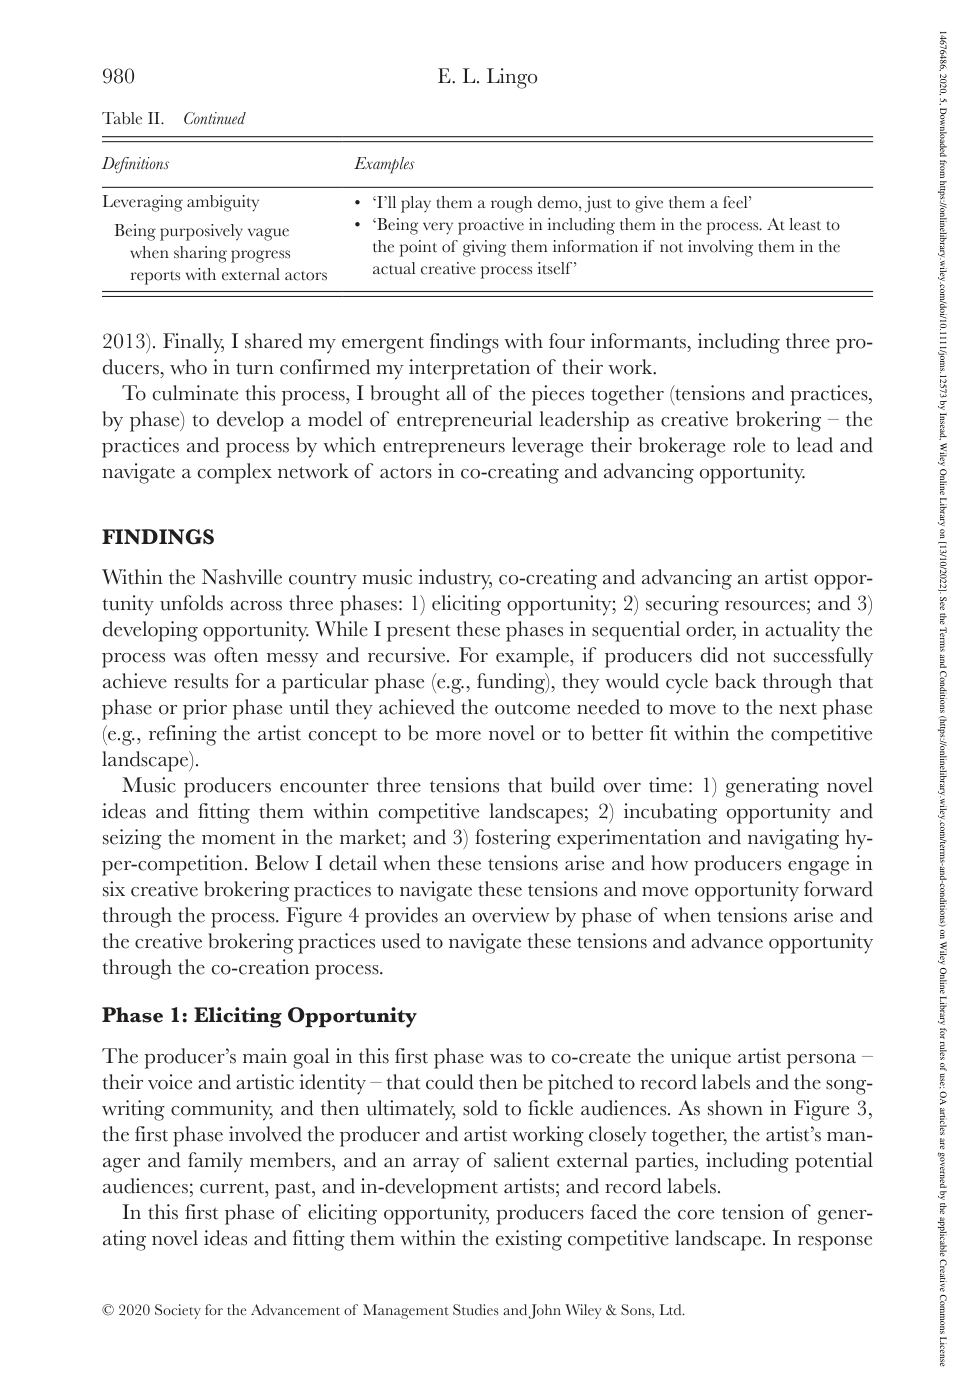 980
E. L. Lingo
Table II. Continued
Definitions
Examples
Leveraging ambiguity
Being purposively vague
when sharing progress
reports with external actors
• ‘I’ll play them a rough demo, just to give them a feel’
• ‘Being very proactive in including them in the process. At least to
the point of giving them information if not involving them in the
actual creative process itself’
2013). Finally, I shared my emergent findings with four informants, including three pro-
ducers, who in turn confirmed my interpretation of their work.
To culminate this process, I brought all of the pieces together (tensions and practices,
by phase) to develop a model of entrepreneurial leadership as creative brokering – the
practices and process by which entrepreneurs leverage their brokerage role to lead and
navigate a complex network of actors in co-creating and advancing opportunity.
FINDINGS
Within the Nashville country music industry, co-creating and advancing an artist oppor-
tunity unfolds across three phases: 1) eliciting opportunity; 2) securing resources; and 3)
developing opportunity. While I present these phases in sequential order, in actuality the
process was often messy and recursive. For example, if producers did not successfully
achieve results for a particular phase (e.g., funding), they would cycle back through that
phase or prior phase until they achieved the outcome needed to move to the next phase
(e.g., refining the artist concept to be more novel or to better fit within the competitive
landscape).
Music producers encounter three tensions that build over time: 1) generating novel
ideas and fitting them within competitive landscapes; 2) incubating opportunity and
seizing the moment in the market; and 3) fostering experimentation and navigating hy-
per-competition. Below I detail when these tensions arise and how producers engage in
six creative brokering practices to navigate these tensions and move opportunity forward
through the process. Figure 4 provides an overview by phase of when tensions arise and
the creative brokering practices used to navigate these tensions and advance opportunity
through the co-creation process.
Phase 1: Eliciting Opportunity
The producer’s main goal in this first phase was to co-create the unique artist persona –
their voice and artistic identity – that could then be pitched to record labels and the song-
writing community, and then ultimately, sold to fickle audiences. As shown in Figure 3,
the first phase involved the producer and artist working closely together, the artist’s man-
ager and family members, and an array of salient external parties, including potential
audiences; current, past, and in-development artists; and record labels.
In this first phase of eliciting opportunity, producers faced the core tension of gener-
ating novel ideas and fitting them within the existing competitive landscape. In response
© 2020 Society for the Advancement of Management Studies and John Wiley & Sons, Ltd.
14676486, 2020, 5, Downloaded from https://onlinelibrary.wiley.com/doi/10.1111/joms.12573 by Insead, Wiley Online Library on [13/10/2022]. See the Terms and Conditions (https://onlinelibrary.wiley.com/terms-and-conditions) on Wiley Online Library for rules of use; OA articles are governed by the applicable Creative Commons License